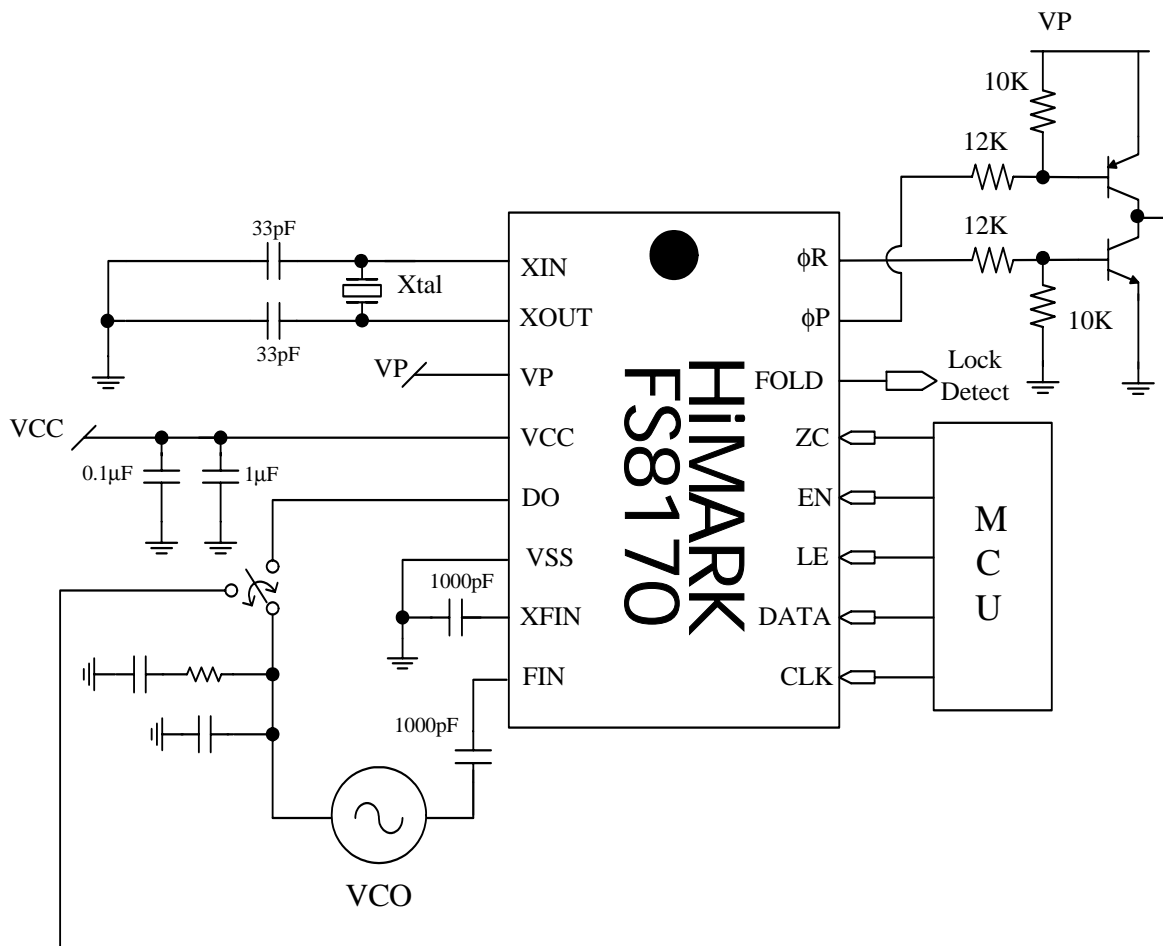 VP
10K
12K
33pF
12K
XIN
ϕR
Xtal
XOUT
ϕP
10K
33pF
VP
VP
FOLD
Lock
Detect
HiMARK
FS8170
VCC
VCC
ZC
0.1μF
1μF
DO
EN
M
C
U
VSS
LE
1000pF
XFIN
DATA
FIN
CLK
1000pF
VCO